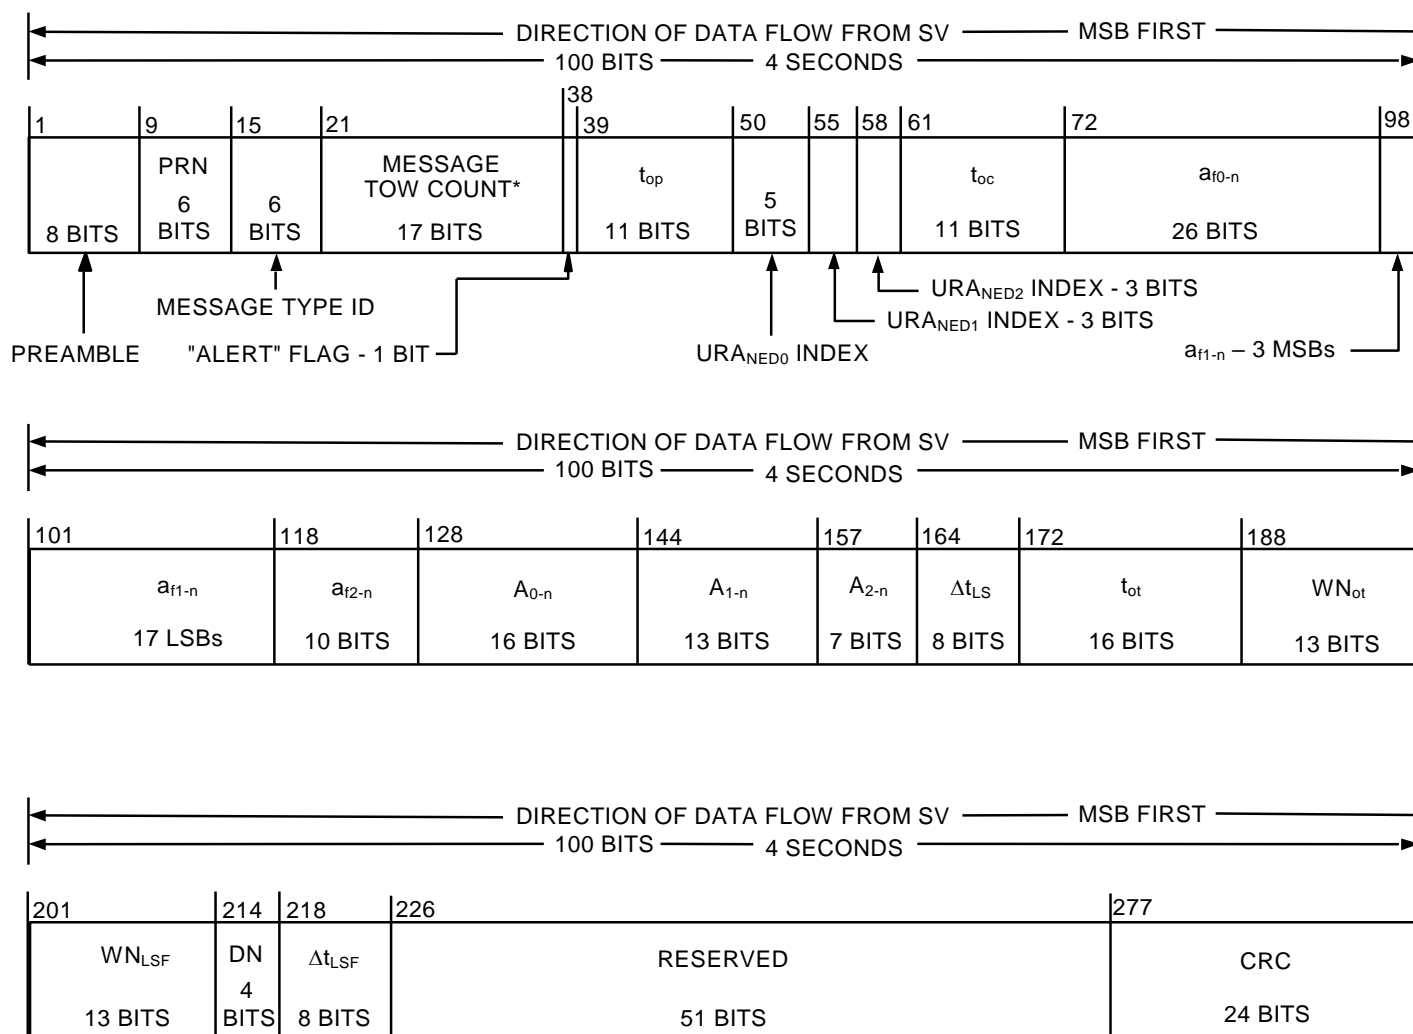 DIRECTION OF DATA FLOW FROM SV MSB FIRST
100 BITS 4 SECONDS
38
1 9 15 21 39 50 55 58 61 72 98
PRN MESSAGE TOW COUNT* t_op t_oc a_f0-n
8 BITS 6 BITS 6 BITS 17 BITS 11 BITS 5 BITS 11 BITS 26 BITS
MESSAGE TYPE ID URA_NED2 INDEX - 3 BITS
URA_NED1 INDEX - 3 BITS
PREAMBLE "ALERT" FLAG - 1 BIT URA_NED0 INDEX a_f1-n – 3 MSBs
DIRECTION OF DATA FLOW FROM SV MSB FIRST
100 BITS 4 SECONDS
101 118 128 144 157 164 172 188
a_f1-n a_f2-n A_0-n A_1-n A_2-n Δt_LS t_ot WN_ot
17 LSBs 10 BITS 16 BITS 13 BITS 7 BITS 8 BITS 16 BITS 13 BITS
DIRECTION OF DATA FLOW FROM SV MSB FIRST
100 BITS 4 SECONDS
201 214 218 226 277
WN_LSF DN Δt_LSF RESERVED CRC
13 BITS 4 BITS 8 BITS 51 BITS 24 BITS